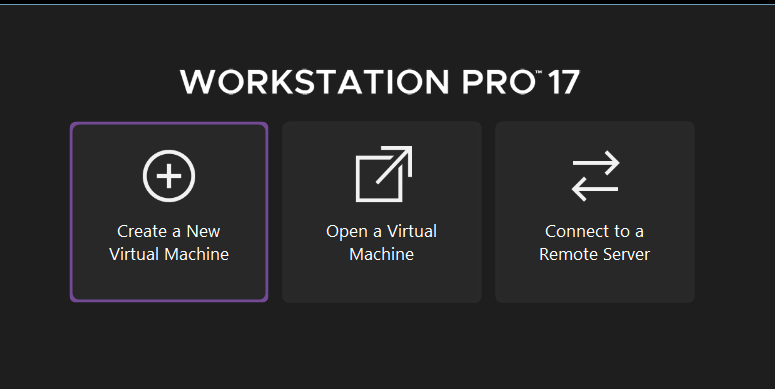 WORKSTATION PRO™ 17
Create a New
Virtual Machine
Open a Virtual
Machine
Connect to a
Remote Server